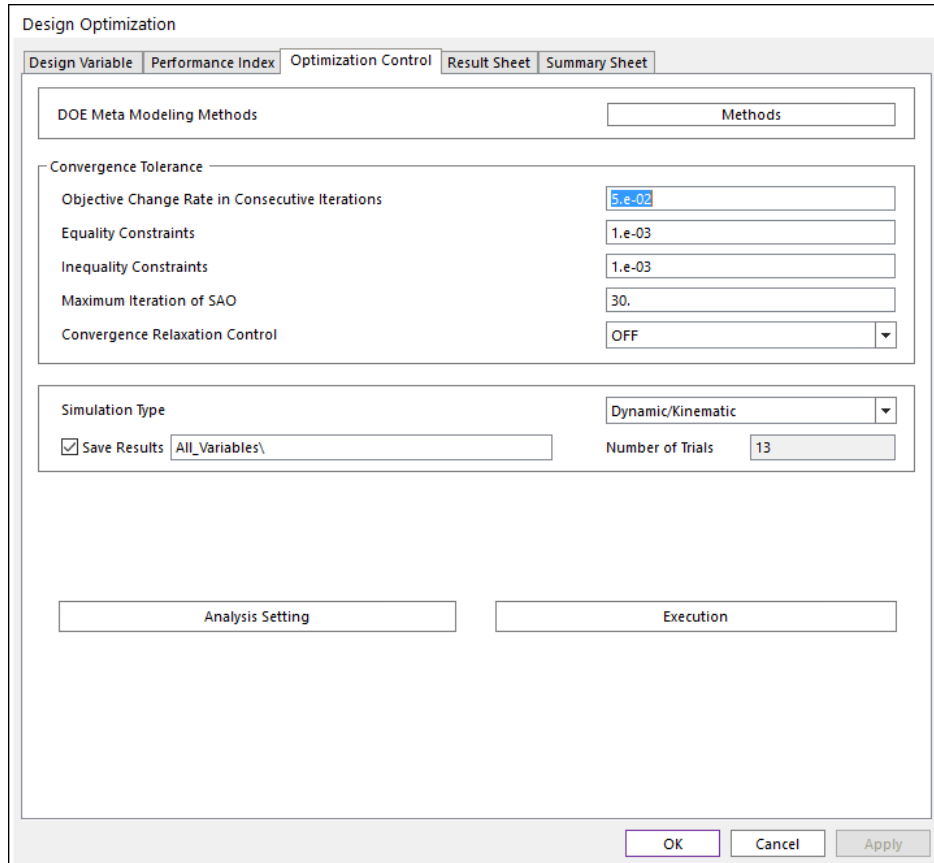 Design Optimization
Design Variable Performance Index Optimization Control Result Sheet Summary Sheet
DOE Meta Modeling Methods Methods
Convergence Tolerance
Objective Change Rate in Consecutive Iterations 5.e-02
Equality Constraints 1.e-03
Inequality Constraints 1.e-03
Maximum Iteration of SAO 30.
Convergence Relaxation Control OFF
Simulation Type Dynamic/Kinematic
Save Results All_Variables\ Number of Trials 13
Analysis Setting Execution
OK Cancel Apply